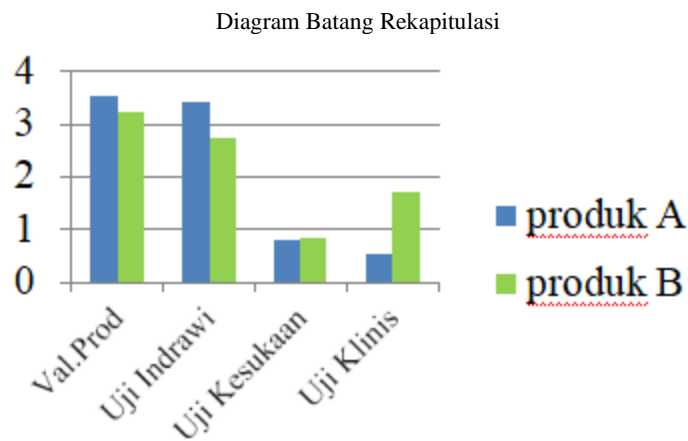 Diagram Batang Rekapitulasi
4
3
2
1
0
Val.Prod
Uji Indrawi
Uji Kesukaan
Uji Klinis
produk A
produk B